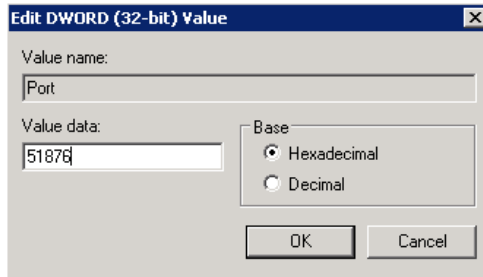 Edit DWORD (32-bit) Value
Value name:
Port
Value data:
51876
Base
Hexadecimal
Decimal
OK
Cancel